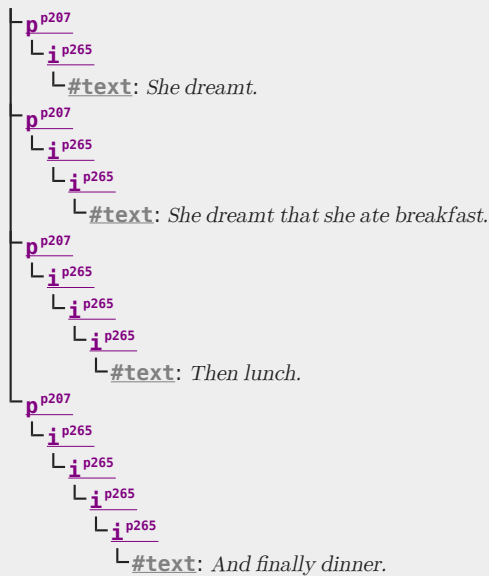 p p207
i p265
#text: She dreamt.
p p207
i p265
i p265
#text: She dreamt that she ate breakfast.
p p207
i p265
i p265
i p265
#text: Then lunch.
p p207
i p265
i p265
i p265
i p265
#text: And finally dinner.